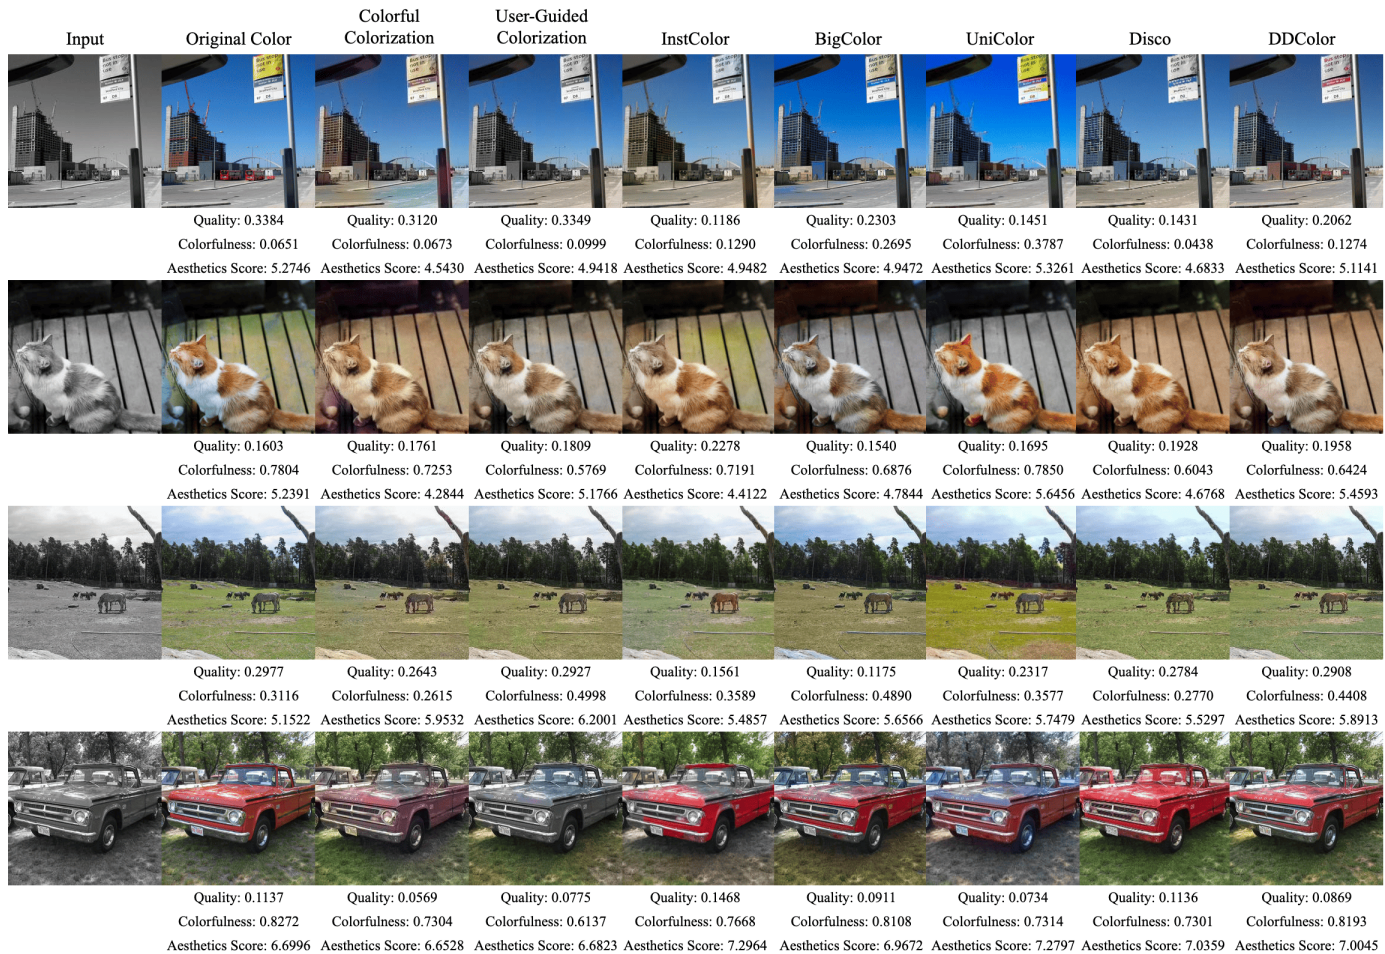 Input
Original Color
Colorful
Colorization
User-Guided
Colorization
InstColor
BigColor
UniColor
Disco
DDColor
Bus stop
not in
use
Quality: 0.3384
Quality: 0.3120
Quality: 0.3349
Quality: 0.1186
Quality: 0.2303
Quality: 0.1451
Quality: 0.1431
Quality: 0.2062
Colorfulness: 0.0651
Colorfulness: 0.0673
Colorfulness: 0.0999
Colorfulness: 0.1290
Colorfulness: 0.2695
Colorfulness: 0.3787
Colorfulness: 0.0438
Colorfulness: 0.1274
Aesthetics Score: 5.2746
Aesthetics Score: 4.5430
Aesthetics Score: 4.9418
Aesthetics Score: 4.9482
Aesthetics Score: 4.9472
Aesthetics Score: 5.3261
Aesthetics Score: 4.6833
Aesthetics Score: 5.1141
Quality: 0.1603
Quality: 0.1761
Quality: 0.1809
Quality: 0.2278
Quality: 0.1540
Quality: 0.1695
Quality: 0.1928
Quality: 0.1958
Colorfulness: 0.7804
Colorfulness: 0.7253
Colorfulness: 0.5769
Colorfulness: 0.7191
Colorfulness: 0.6876
Colorfulness: 0.7850
Colorfulness: 0.6043
Colorfulness: 0.6424
Aesthetics Score: 5.2391
Aesthetics Score: 4.2844
Aesthetics Score: 5.1766
Aesthetics Score: 4.4122
Aesthetics Score: 4.7844
Aesthetics Score: 5.6456
Aesthetics Score: 4.6768
Aesthetics Score: 5.4593
Quality: 0.2977
Quality: 0.2643
Quality: 0.2927
Quality: 0.1561
Quality: 0.1175
Quality: 0.2317
Quality: 0.2784
Quality: 0.2908
Colorfulness: 0.3116
Colorfulness: 0.2615
Colorfulness: 0.4998
Colorfulness: 0.3589
Colorfulness: 0.4890
Colorfulness: 0.3577
Colorfulness: 0.2770
Colorfulness: 0.4408
Aesthetics Score: 5.1522
Aesthetics Score: 5.9532
Aesthetics Score: 6.2001
Aesthetics Score: 5.4857
Aesthetics Score: 5.6566
Aesthetics Score: 5.7479
Aesthetics Score: 5.5297
Aesthetics Score: 5.8913
Quality: 0.1137
Quality: 0.0569
Quality: 0.0775
Quality: 0.1468
Quality: 0.0911
Quality: 0.0734
Quality: 0.1136
Quality: 0.0869
Colorfulness: 0.8272
Colorfulness: 0.7304
Colorfulness: 0.6137
Colorfulness: 0.7668
Colorfulness: 0.8108
Colorfulness: 0.7314
Colorfulness: 0.7301
Colorfulness: 0.8193
Aesthetics Score: 6.6996
Aesthetics Score: 6.6528
Aesthetics Score: 6.6823
Aesthetics Score: 7.2964
Aesthetics Score: 6.9672
Aesthetics Score: 7.2797
Aesthetics Score: 7.0359
Aesthetics Score: 7.0045